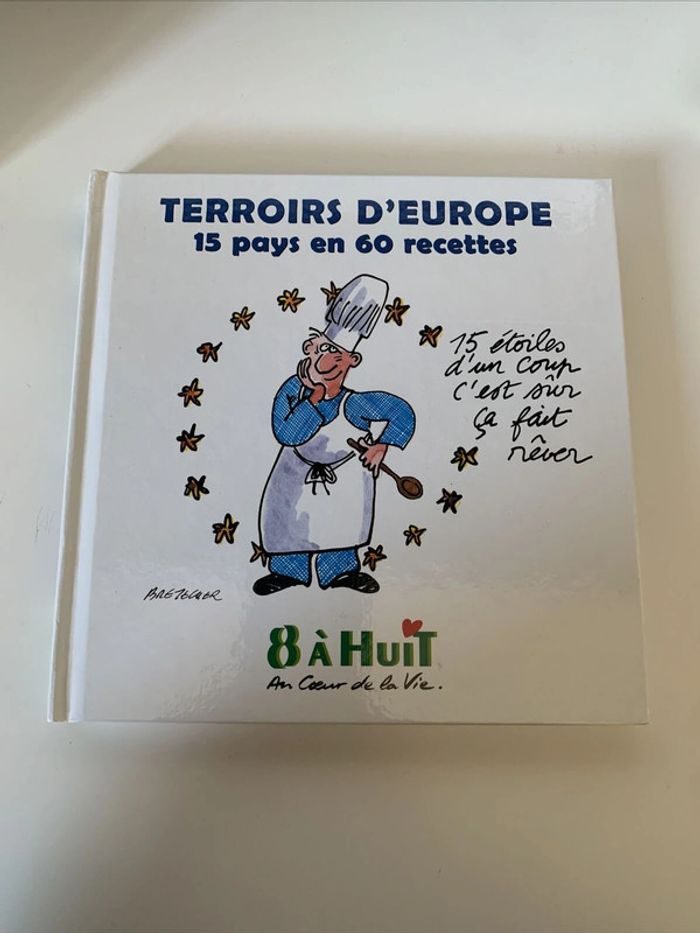 TERROIRS D'EUROPE
15 pays en 60 recettes
15 étoiles
d'un coup
c'est sûr
ça fait
rêver
BRETECHER
8 À HUIT
Au Cœur de la Vie.